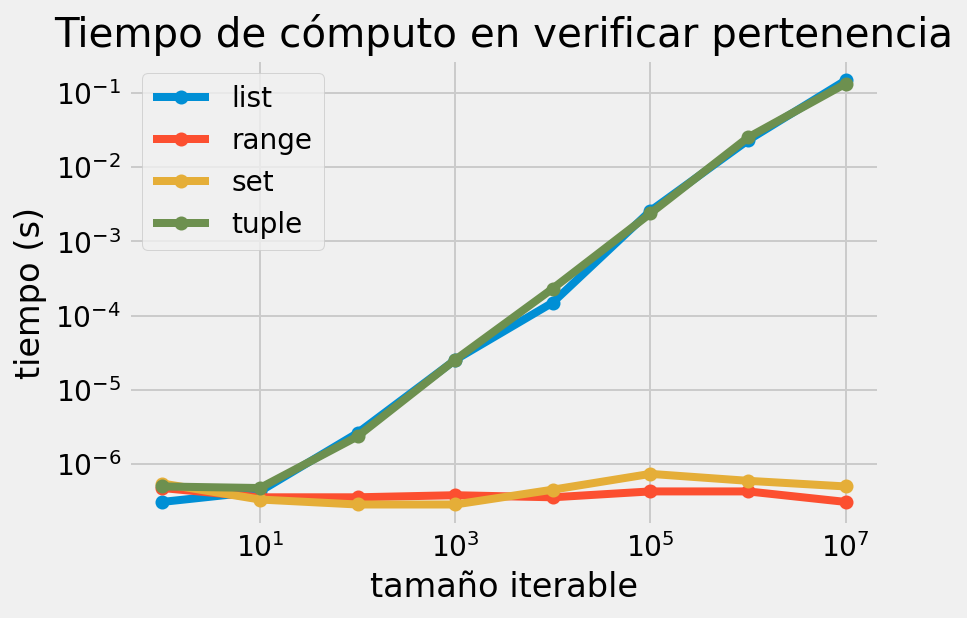 Tiempo de cómputo en verificar pertenencia
list
range
set
tuple
10⁻¹
10⁻²
10⁻³
10⁻⁴
10⁻⁵
10⁻⁶
tiempo (s)
10¹ 10³ 10⁵ 10⁷
tamaño iterable